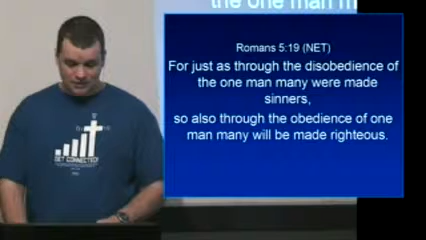 the one man m
Romans 5:19 (NET)
For just as through the disobedience of
the one man many were made
sinners,
so also through the obedience of one
man many will be made righteous.
GET CONNECTED!